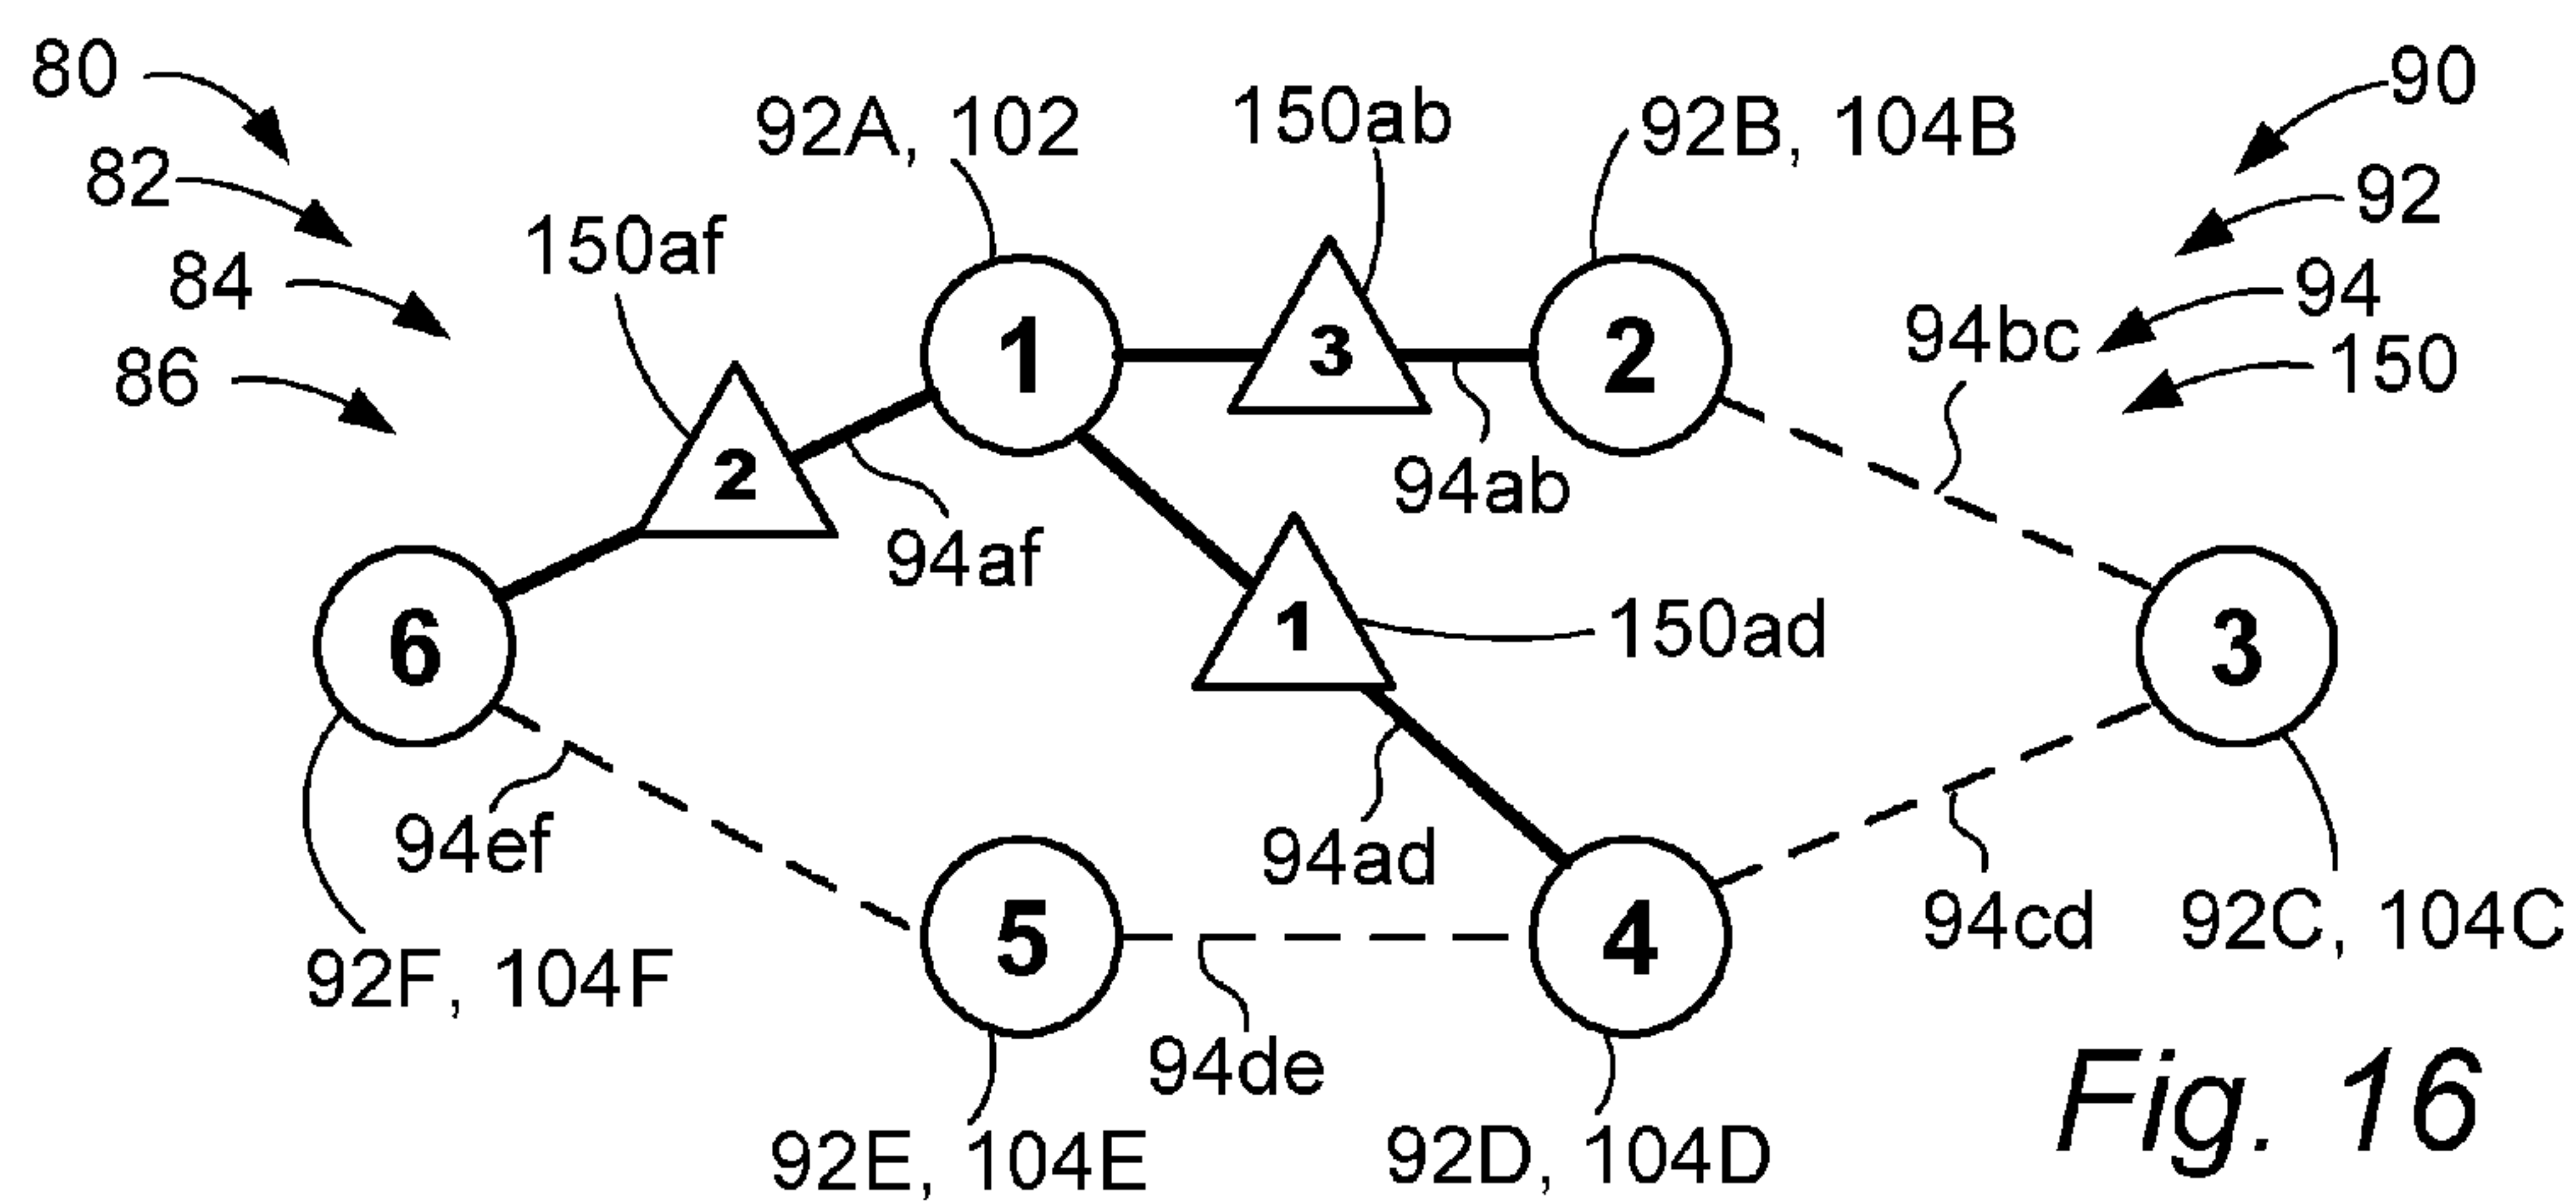 80
90
92A, 102
150ab
92B, 104B
82
92
150af
84
94
94bc
150
86
1
3
2
2
94ab
94af
1
150ad
6
3
94ef
94ad
5
4
94cd
92C, 104C
92F, 104F
94de
92E, 104E
92D, 104D
Fig. 16